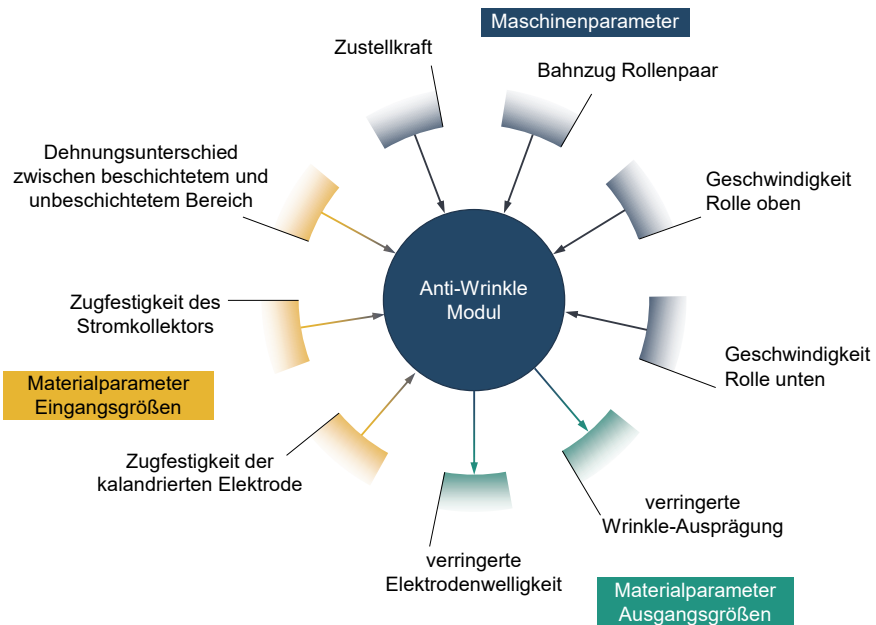 Maschinenparameter
Zustellkraft
Bahnzug Rollenpaar
Dehnungsunterschied
zwischen beschichtetem und
unbeschichtetem Bereich
Geschwindigkeit
Rolle oben
Anti-Wrinkle
Modul
Zugfestigkeit des
Stromkollektors
Geschwindigkeit
Rolle unten
Materialparameter
Eingangsgrößen
Zugfestigkeit der
kalandrierten Elektrode
verringerte
Wrinkle-Ausprägung
verringerte
Elektrodenwelligkeit
Materialparameter
Ausgangsgrößen